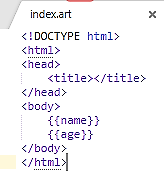 index.art
<!DOCTYPE html>
<html>
<head>
    <title></title>
</head>
<body>
    {{name}}
    {{age}}
</body>
</html>